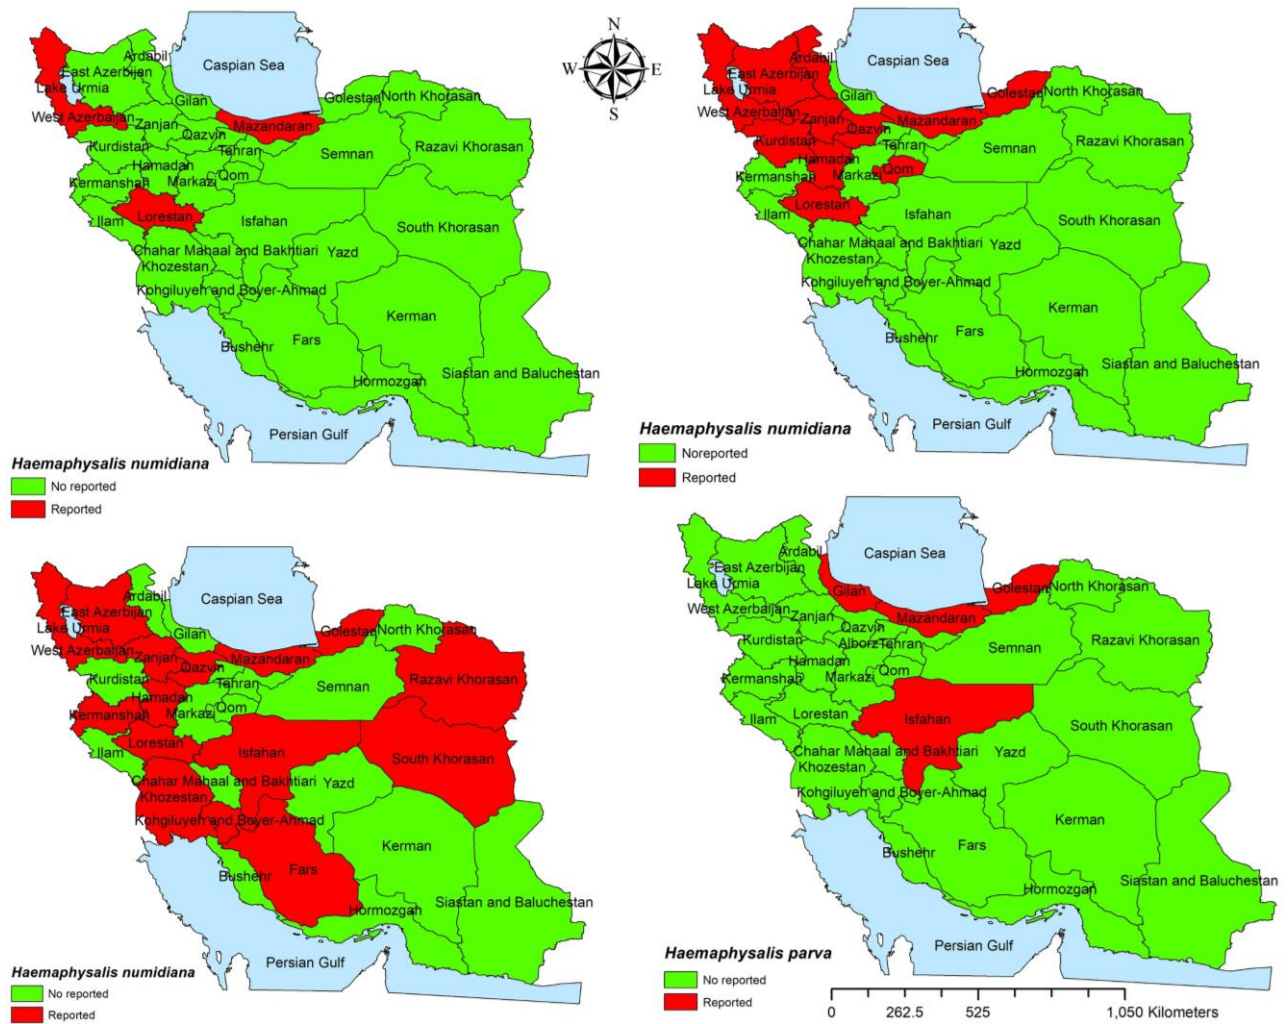 N
W E
S
Ardabil
Caspian Sea
East Azerbijan
Lake Urmia
Gilan
Golestan
North Khorasan
West Azerbaijan
Zanjan
Mazandaran
Qazvin
Kurdistan
Tehran
Semnan
Razavi Khorasan
Hamadan
Kermanshah
Markazi
Qom
Ilam
Lorestan
Isfahan
South Khorasan
Chahar Mahaal and Bakhtiari
Yazd
Khozestan
Kohgiluyeh and Boyer-Ahmad
Kerman
Bushehr
Fars
Hormozgan
Siastan and Baluchestan
Persian Gulf
Haemaphysalis numidiana
No reported
Reported
Ardabil
Caspian Sea
East Azerbijan
Lake Urmia
Gilan
Golestan
North Khorasan
West Azerbaijan
Zanjan
Mazandaran
Qazvin
Kurdistan
Tehran
Semnan
Razavi Khorasan
Hamadan
Kermanshah
Markazi
Qom
Ilam
Lorestan
Isfahan
South Khorasan
Chahar Mahaal and Bakhtiari
Yazd
Khozestan
Kohgiluyeh and Boyer-Ahmad
Kerman
Bushehr
Fars
Hormozgan
Siastan and Baluchestan
Persian Gulf
Haemaphysalis numidiana
Noreported
Reported
Ardabil
Caspian Sea
East Azerbijan
Lake Urmia
Gilan
Golestan
North Khorasan
West Azerbaijan
Zanjan
Mazandaran
Qazvin
Kurdistan
Tehran
Semnan
Razavi Khorasan
Hamadan
Kermanshah
Markazi
Qom
Ilam
Lorestan
Isfahan
South Khorasan
Chahar Mahaal and Bakhtiari
Yazd
Khozestan
Kohgiluyeh and Boyer-Ahmad
Kerman
Bushehr
Fars
Hormozgan
Siastan and Baluchestan
Persian Gulf
Haemaphysalis numidiana
No reported
Reported
Ardabil
Caspian Sea
East Azerbijan
Lake Urmia
Gilan
Golestan
North Khorasan
West Azerbaijan
Zanjan
Mazandaran
Qazvin
Kurdistan
Alborz
Tehran
Semnan
Razavi Khorasan
Hamadan
Kermanshah
Markazi
Qom
Ilam
Lorestan
Isfahan
South Khorasan
Chahar Mahaal and Bakhtiari
Yazd
Khozestan
Kohgiluyeh and Boyer-Ahmad
Kerman
Bushehr
Fars
Hormozgan
Siastan and Baluchestan
Persian Gulf
Haemaphysalis parva
No reported
Reported
0 262.5 525 1,050 Kilometers